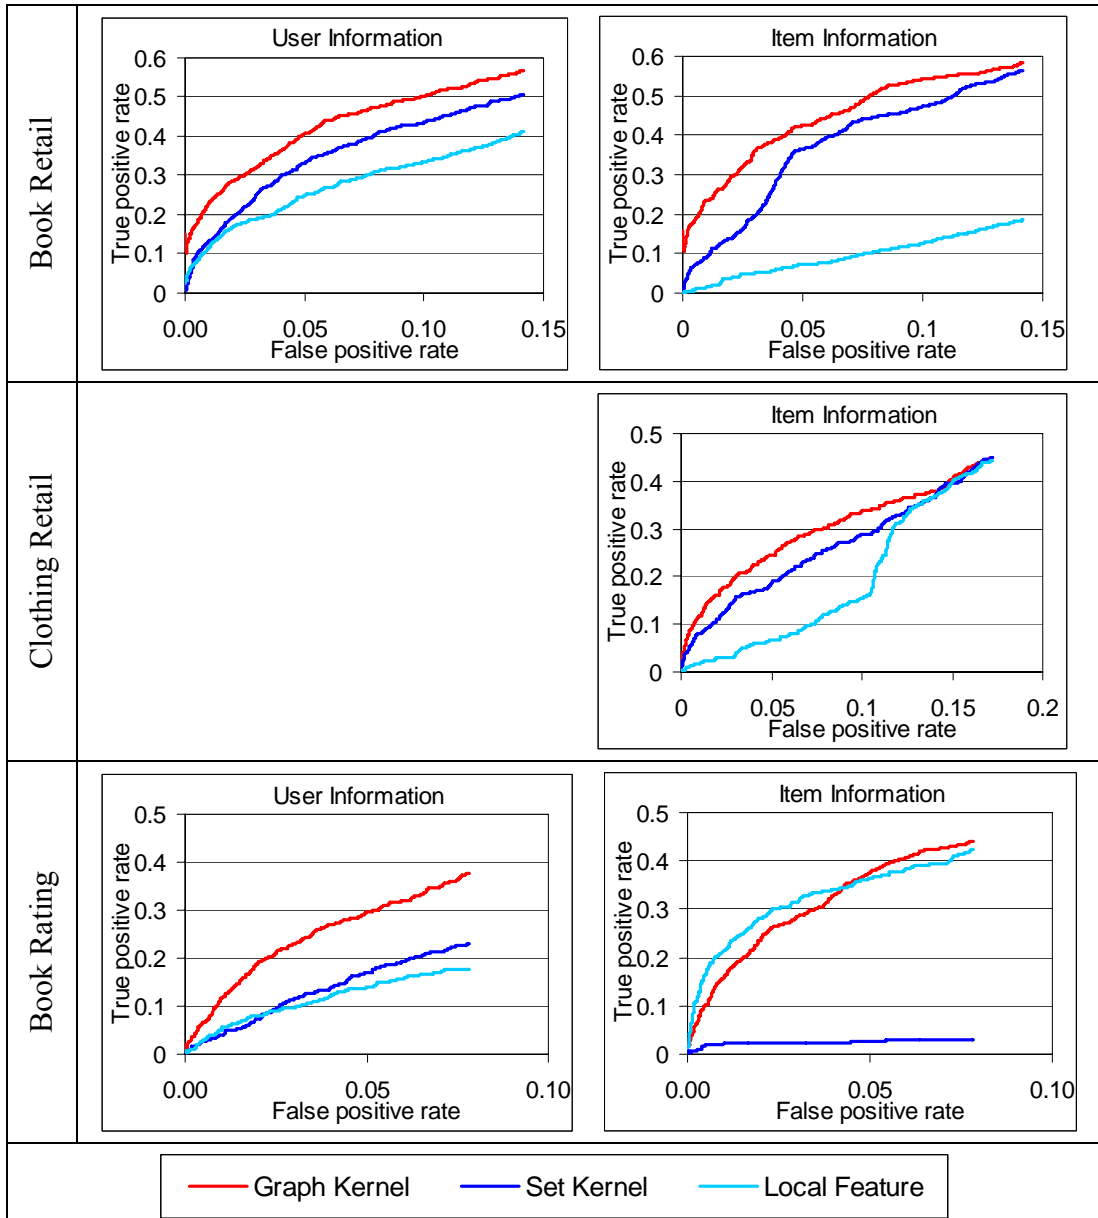 Book Retail
User Information
True positive rate
0.6
0.5
0.4
0.3
0.2
0.1
0
0.00 0.05 0.10 0.15
False positive rate
Item Information
True positive rate
0.6
0.5
0.4
0.3
0.2
0.1
0
0 0.05 0.1 0.15
False positive rate
Clothing Retail
Item Information
True positive rate
0.5
0.4
0.3
0.2
0.1
0
0 0.05 0.1 0.15 0.2
False positive rate
Book Rating
User Information
True positive rate
0.5
0.4
0.3
0.2
0.1
0
0.00 0.05 0.10
False positive rate
Item Information
True positive rate
0.5
0.4
0.3
0.2
0.1
0
0.00 0.05 0.10
False positive rate
Graph Kernel Set Kernel Local Feature